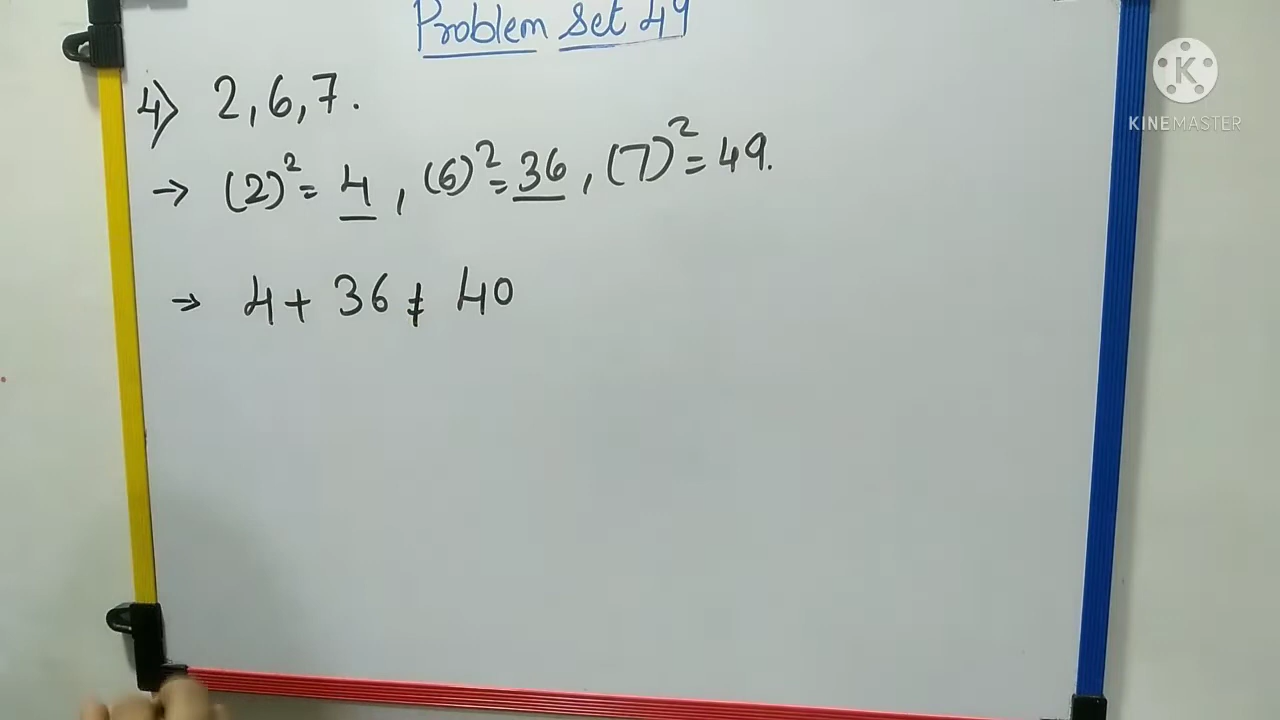 Problem Set 49
4) 2, 6, 7.
→ (2)² = 4, (6)² = 36, (7)² = 49.
→ 4 + 36 ≠ 40
K
KINEMASTER